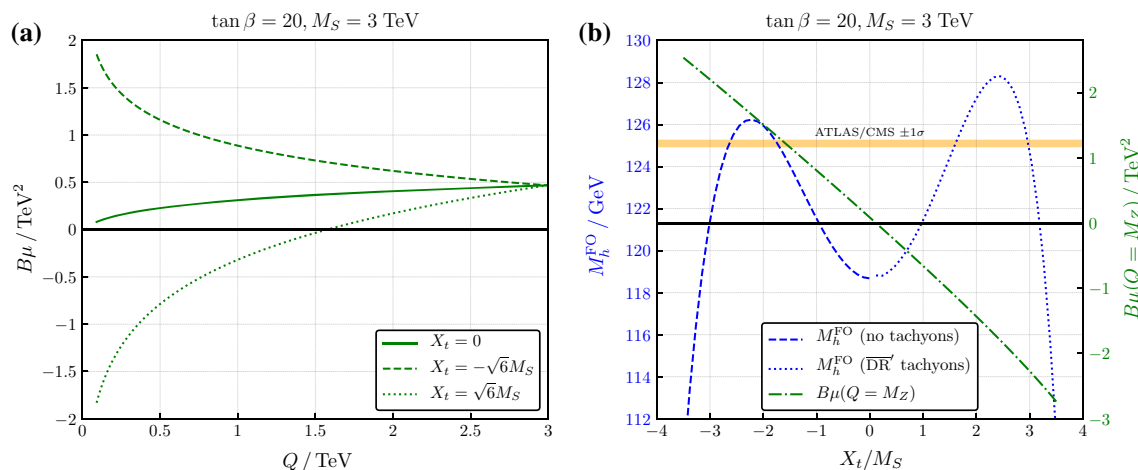 (a)
tan β = 20, M_S = 3 TeV
Bμ / TeV²
2
1.5
1
0.5
0
−0.5
−1
−1.5
−2
X_t = 0
X_t = −√6M_S
X_t = √6M_S
0 0.5 1 1.5 2 2.5 3
Q / TeV
(b)
tan β = 20, M_S = 3 TeV
M_h^FO / GeV
130
128
126
124
122
120
118
116
114
112
ATLAS/CMS ±1σ
M_h^FO (no tachyons)
M_h^FO (\overline{DR}′ tachyons)
Bμ(Q = M_Z)
2
1
0
−1
−2
−3
Bμ(Q = M_Z) / TeV²
−4 −3 −2 −1 0 1 2 3 4
X_t/M_S